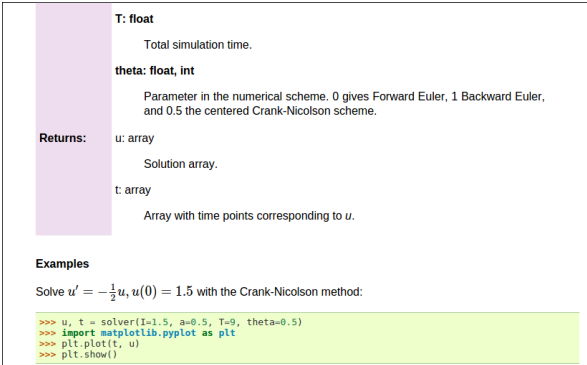 T: float
Total simulation time.
theta: float, int
Parameter in the numerical scheme. 0 gives Forward Euler, 1 Backward Euler,
and 0.5 the centered Crank-Nicolson scheme.
Returns: u: array
Solution array.
t: array
Array with time points corresponding to u.
Examples
Solve u′ = −½u, u(0) = 1.5 with the Crank-Nicolson method:
>>> u, t = solver(I=1.5, a=0.5, T=9, theta=0.5)
>>> import matplotlib.pyplot as plt
>>> plt.plot(t, u)
>>> plt.show()